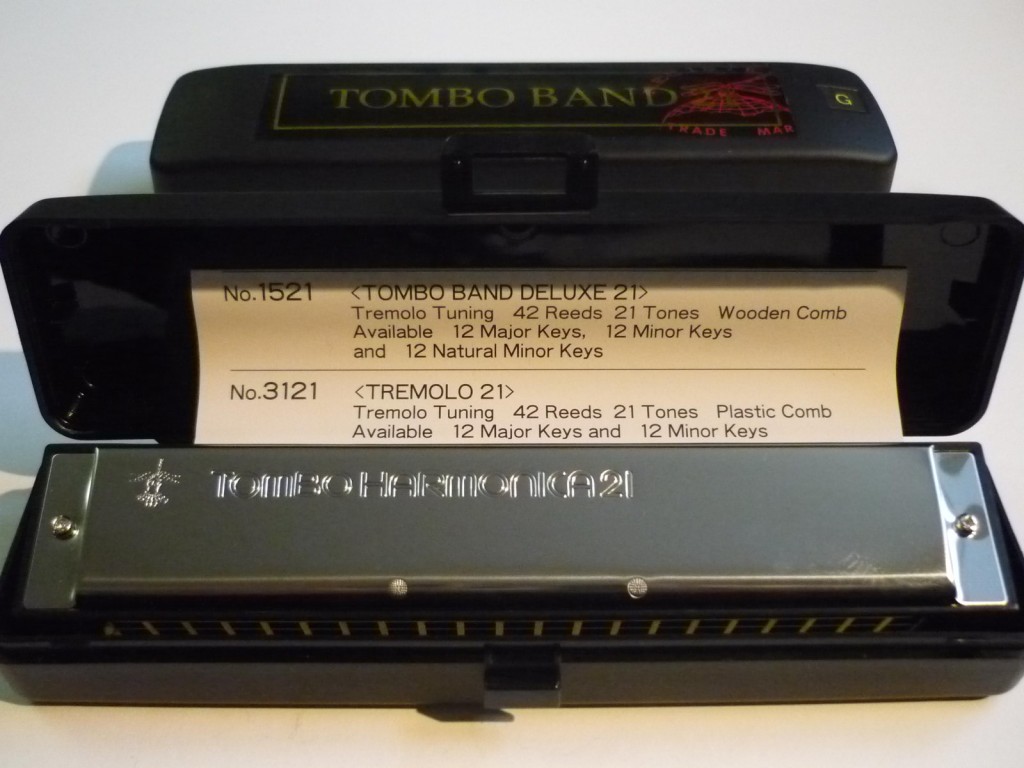 TOMBO BAND
G
TRADE MAR
No.1521 <TOMBO BAND DELUXE 21>
Tremolo Tuning 42 Reeds 21 Tones Wooden Comb
Available 12 Major Keys, 12 Minor Keys
and 12 Natural Minor Keys
No.3121 <TREMOLO 21>
Tremolo Tuning 42 Reeds 21 Tones Plastic Comb
Available 12 Major Keys and 12 Minor Keys
TOMBO HARMONICA 21